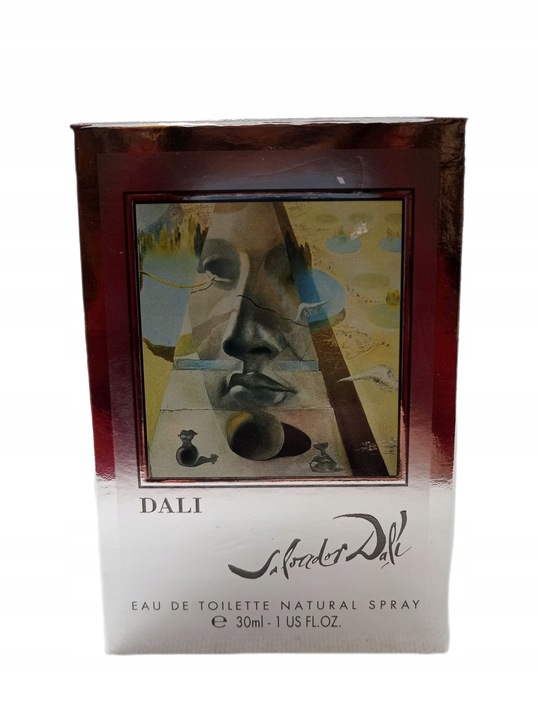 DALI
Salvador Dalí
EAU DE TOILETTE NATURAL SPRAY
℮ 30ml - 1 US FL.OZ.